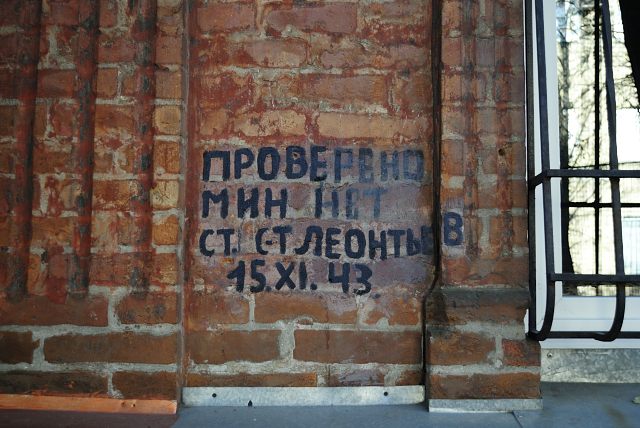 ПРОВЕРЕНО
МИН НЕТ
СТ. С-Т ЛЕОНТЬЕВ
15.XI.43.